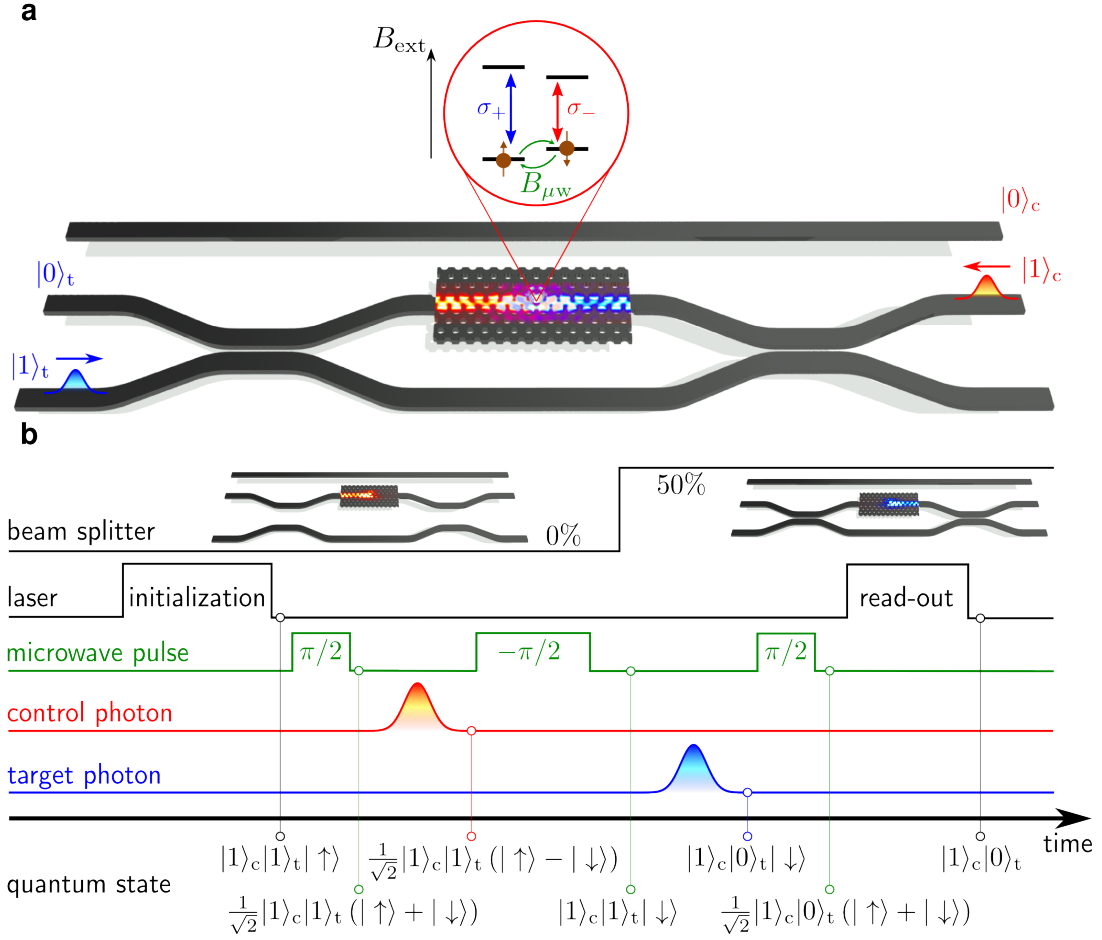 a
B_ext
σ+
σ−
B_μw
|0⟩_c
|0⟩_t
|1⟩_c
|1⟩_t
b
beam splitter
0%
50%
laser
initialization
read-out
microwave pulse
π/2
−π/2
π/2
control photon
target photon
time
|1⟩_c|1⟩_t|↑⟩
1/√2|1⟩_c|1⟩_t(|↑⟩−|↓⟩)
|1⟩_c|0⟩_t|↓⟩
|1⟩_c|0⟩_t
quantum state
1/√2|1⟩_c|1⟩_t(|↑⟩+|↓⟩)
|1⟩_c|1⟩_t|↓⟩
1/√2|1⟩_c|0⟩_t(|↑⟩+|↓⟩)